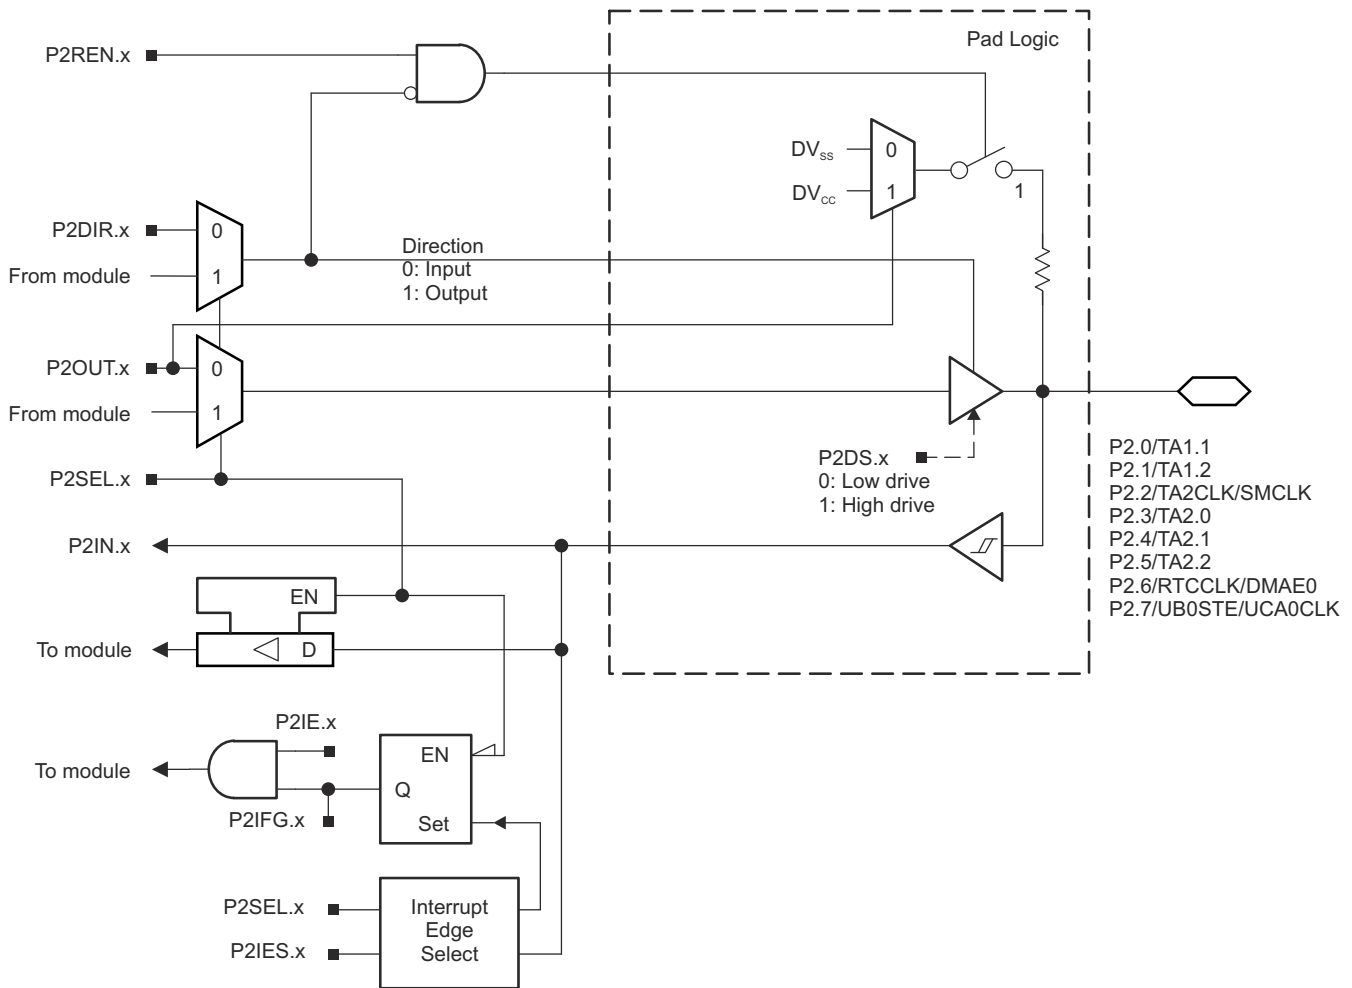 Pad Logic
P2REN.x
DVSS
0
DVCC
1
1
P2DIR.x
0
From module
1
Direction
0: Input
1: Output
P2OUT.x
0
From module
1
P2SEL.x
P2DS.x
0: Low drive
1: High drive
P2.0/TA1.1
P2.1/TA1.2
P2.2/TA2CLK/SMCLK
P2.3/TA2.0
P2.4/TA2.1
P2.5/TA2.2
P2.6/RTCCLK/DMAE0
P2.7/UB0STE/UCA0CLK
P2IN.x
EN
To module
D
P2IE.x
EN
To module
Q
P2IFG.x
Set
P2SEL.x
P2IES.x
Interrupt
Edge
Select